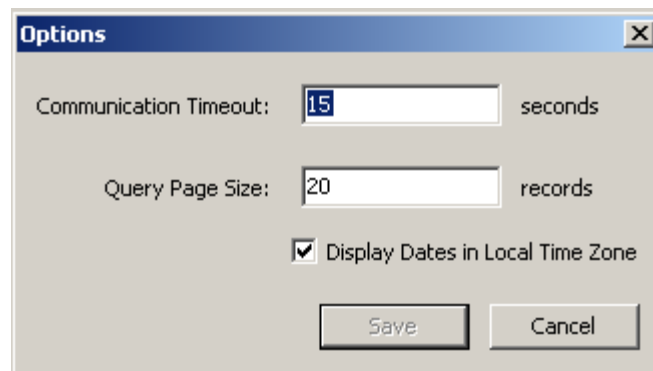 Options
Communication Timeout: 15 seconds
Query Page Size: 20 records
Display Dates in Local Time Zone
Save Cancel